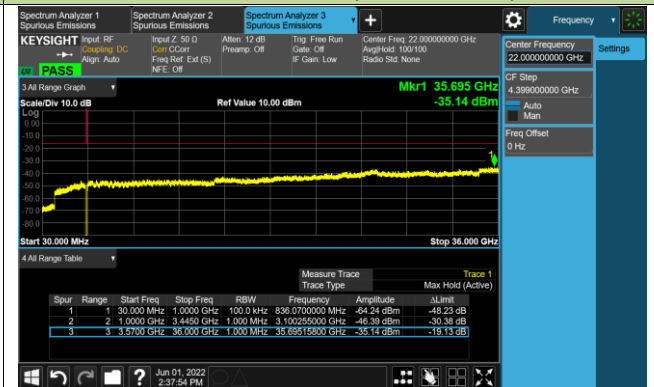 Spectrum Analyzer 1 Spectrum Analyzer 2 Spectrum Analyzer 3 Frequency
Spurious Emissions Spurious Emissions Spurious Emissions
KEYSIGHT Input: RF Input Z: 50 Ω Atten: 12 dB Trig: Free Run Center Freq: 22.000000000 GHz
Coupling: DC Corr CCorr Preamp: Off Gate: Off Avg|Hold: 100/100
Align: Auto Freq Ref: Ext (S) IF Gain: Low Radio Std: None
NFE: Off
PASS
Center Frequency
22.000000000 GHz
Settings
CF Step
4.399000000 GHz
Auto
Man
Freq Offset
0 Hz
3 All Range Graph Mkr1 35.695 GHz
Scale/Div 10.0 dB Ref Value 10.00 dBm -35.14 dBm
Log
0.00
-10.0
-20.0
-30.0
-40.0
-50.0
-60.0
-70.0
-80.0
1
Start 30.000 MHz Stop 36.000 GHz
4 All Range Table
Measure Trace Trace 1
Trace Type Max Hold (Active)
Spur Range Start Freq Stop Freq RBW Frequency Amplitude ΔLimit
1 1 30.000 MHz 1.0000 GHz 100.0 kHz 836.0700000 MHz -64.24 dBm -48.23 dB
2 2 1.0000 GHz 3.4450 GHz 1.000 MHz 3.100255000 GHz -46.39 dBm -30.38 dB
3 3 3.5700 GHz 36.000 GHz 1.000 MHz 35.69515800 GHz -35.14 dBm -19.13 dB
Jun 01, 2022
2:37:54 PM